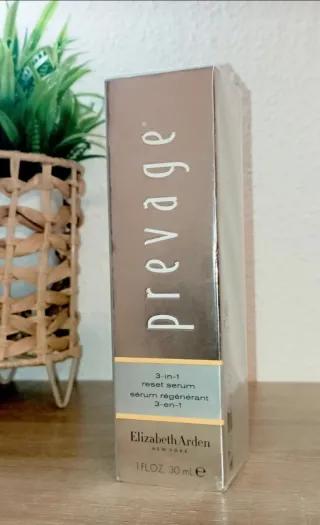 prevage®
3-in-1
reset serum
sérum régénérant
3-en-1
Elizabeth Arden
NEW YORK
1 FL.OZ. 30 mL ℮